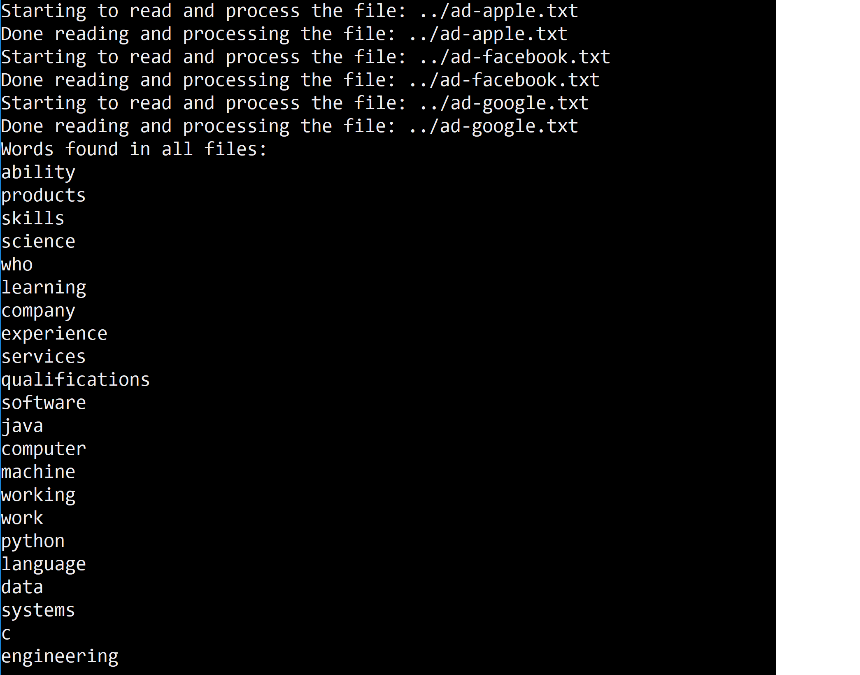 Starting to read and process the file: ../ad-apple.txt
Done reading and processing the file: ../ad-apple.txt
Starting to read and process the file: ../ad-facebook.txt
Done reading and processing the file: ../ad-facebook.txt
Starting to read and process the file: ../ad-google.txt
Done reading and processing the file: ../ad-google.txt
Words found in all files:
ability
products
skills
science
who
learning
company
experience
services
qualifications
software
java
computer
machine
working
work
python
language
data
systems
c
engineering